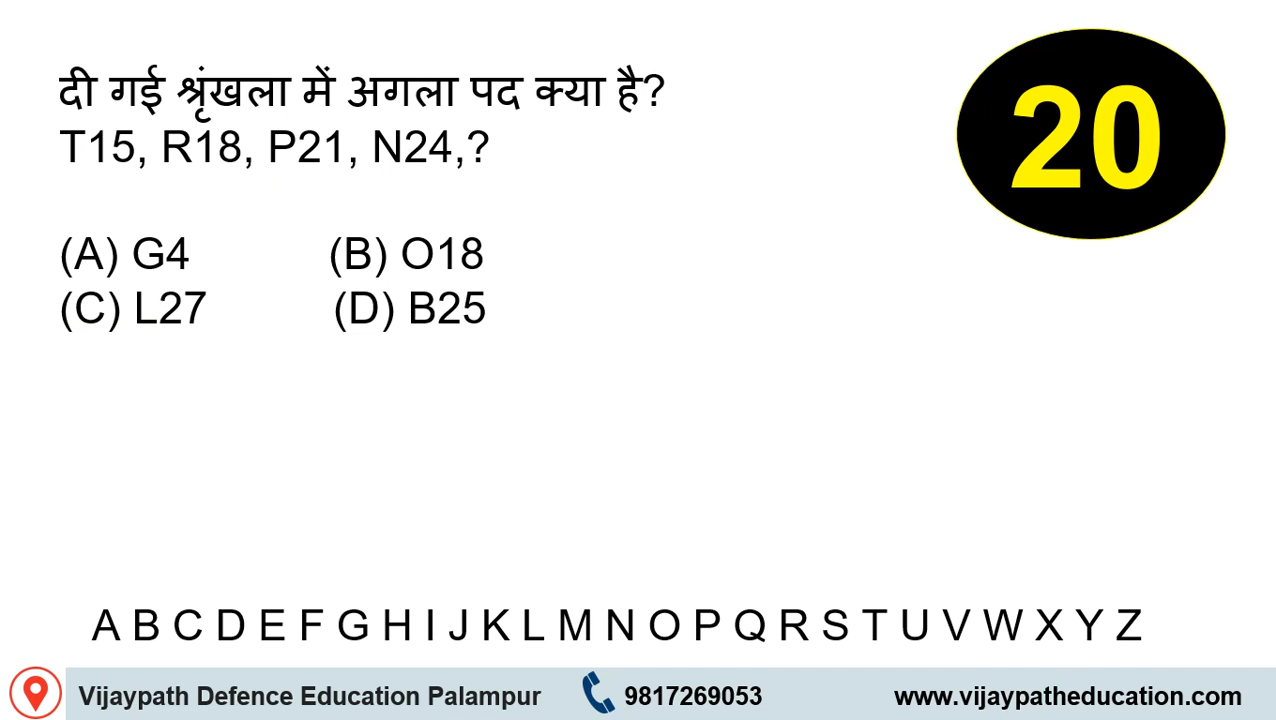 दी गई श्रृंखला में अगला पद क्या है?
T15, R18, P21, N24,?
20
(A) G4 (B) O18
(C) L27 (D) B25
A B C D E F G H I J K L M N O P Q R S T U V W X Y Z
Vijaypath Defence Education Palampur 9817269053 www.vijaypatheducation.com